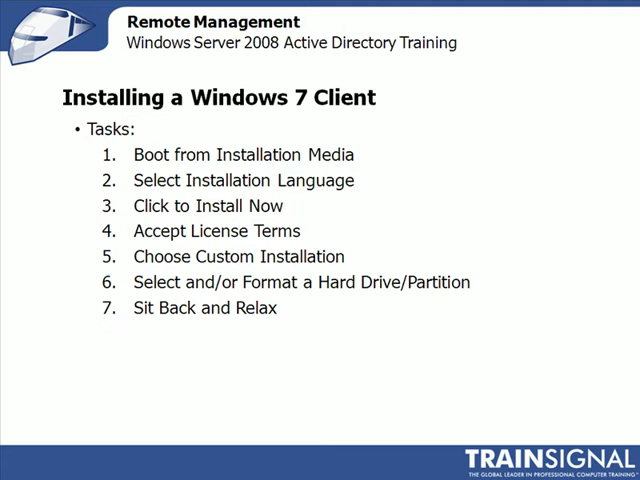 Remote Management
Windows Server 2008 Active Directory Training
Installing a Windows 7 Client
• Tasks:
1. Boot from Installation Media
2. Select Installation Language
3. Click to Install Now
4. Accept License Terms
5. Choose Custom Installation
6. Select and/or Format a Hard Drive/Partition
7. Sit Back and Relax
TRAINSIGNAL
THE GLOBAL LEADER IN PROFESSIONAL COMPUTER TRAINING